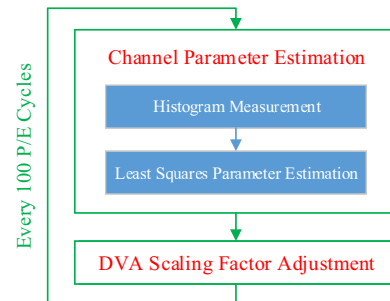 Every 100 P/E Cycles
Channel Parameter Estimation
Histogram Measurement
Least Squares Parameter Estimation
DVA Scaling Factor Adjustment